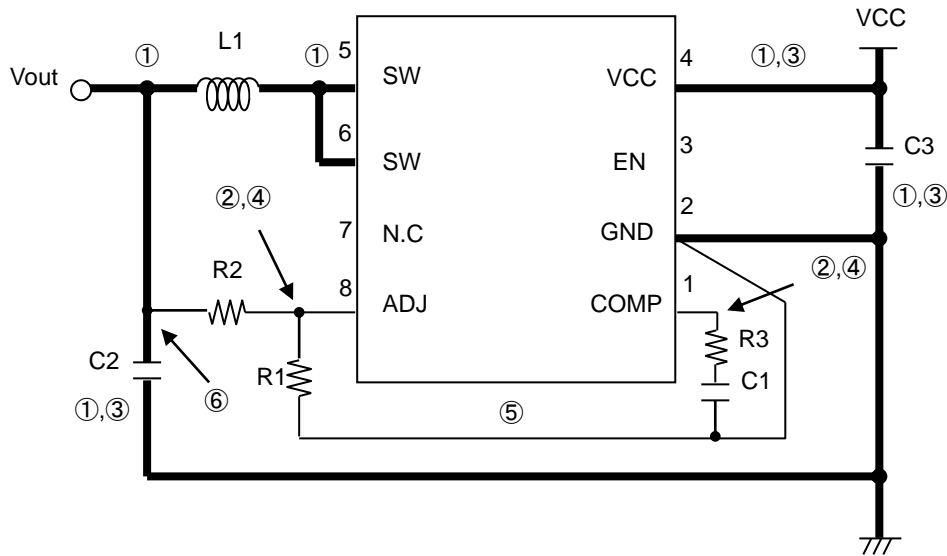 VCC
L1
① ① 5 4 ①,③
Vout SW VCC
6 3 C3
SW EN
②,④ 2 ①,③
7 N.C GND
R2 ②,④
8 ADJ COMP 1
R3
C2 R1 C1
①,③ ⑥ ⑤